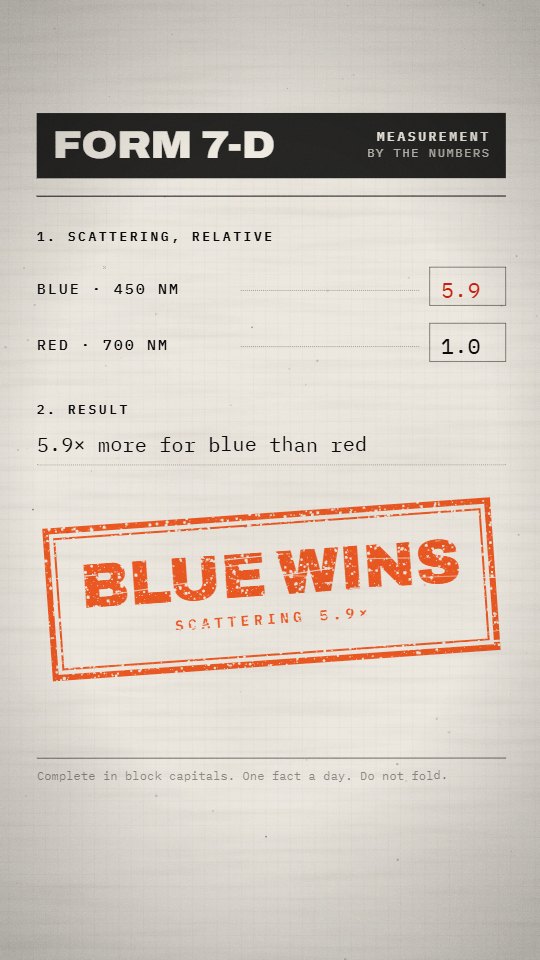 FORM 7-D
MEASUREMENT
BY THE NUMBERS
1. SCATTERING, RELATIVE
BLUE · 450 NM 5.9
RED · 700 NM 1.0
2. RESULT
5.9× more for blue than red
BLUE WINS
SCATTERING 5.9×
Complete in block capitals. One fact a day. Do not fold.